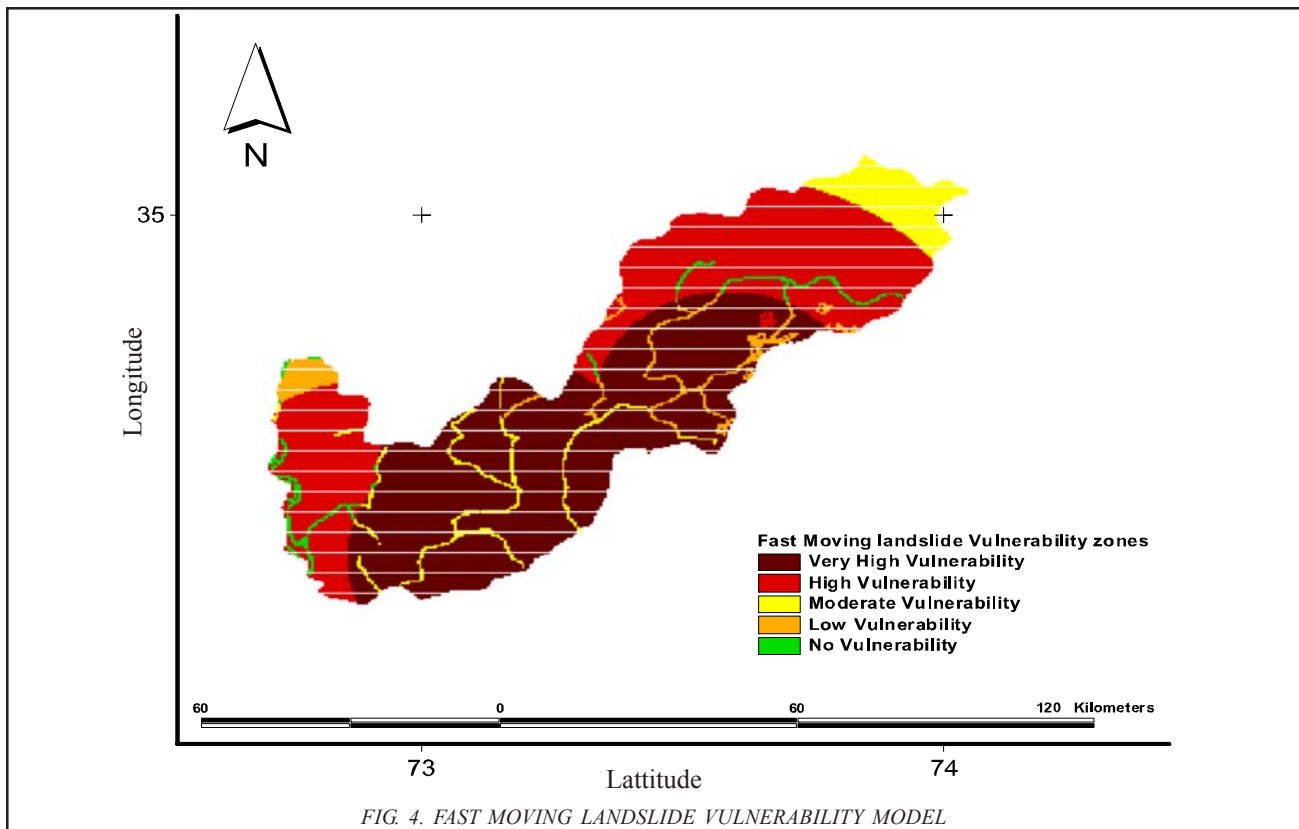 N
35
Longitude
Fast Moving landslide Vulnerability zones
Very High Vulnerability
High Vulnerability
Moderate Vulnerability
Low Vulnerability
No Vulnerability
60 0 60 120 Kilometers
73 74
Lattitude
FIG. 4. FAST MOVING LANDSLIDE VULNERABILITY MODEL